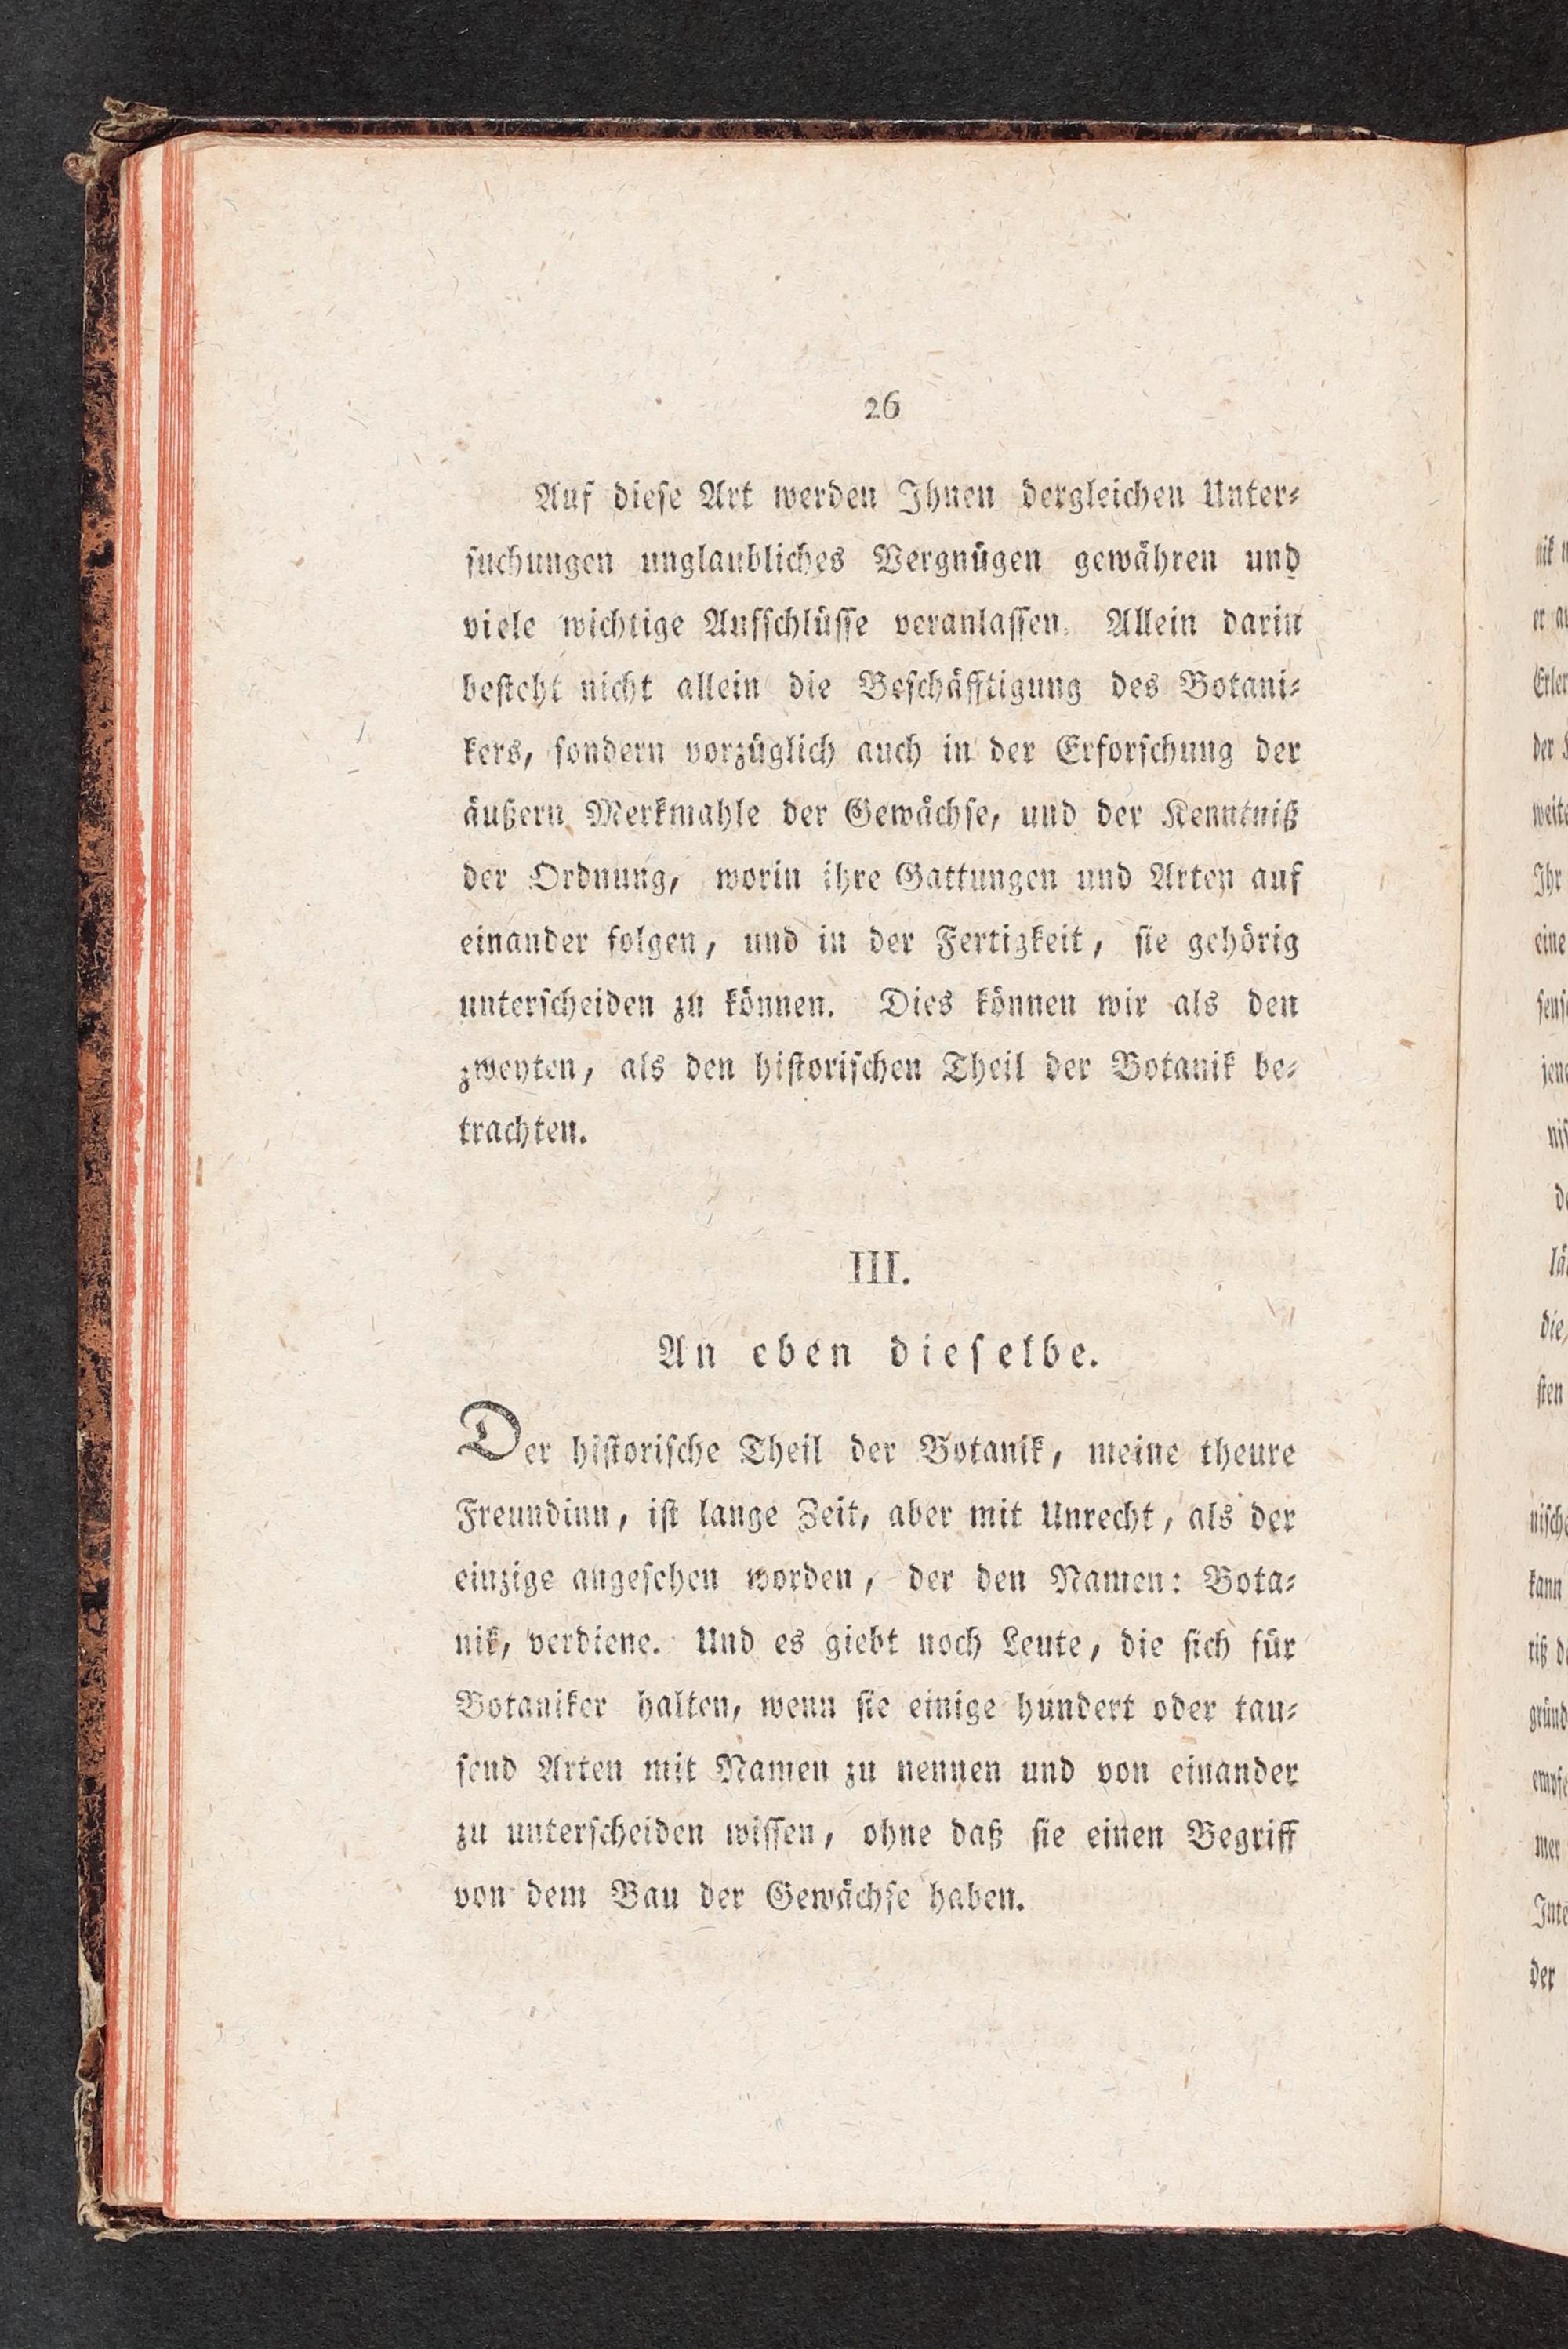 26
Auf dieſe Art werden Ihnen dergleichen Unter⸗
ſuchungen unglaubliches Vergnügen gewähren und
viele wichtige Aufſchlüſſe veranlaſſen. Allein darin
beſteht nicht allein die Beſchäfftigung des Botani⸗
kers, ſondern vorzüglich auch in der Erforſchung der
äußern Merkmahle der Gewächſe, und der Kenntniß
der Ordnung, worin ihre Gattungen und Arten auf
einander folgen, und in der Fertigkeit, ſie gehörig
unterſcheiden zu können. Dies können wir als den
zweyten, als den hiſtoriſchen Theil der Botanik be⸗
trachten.
III.
An eben dieſelbe.
Der hiſtoriſche Theil der Botanik, meine theure
Freundinn, iſt lange Zeit, aber mit Unrecht, als der
einzige angeſehen worden, der den Namen: Bota⸗
nik, verdiene. Und es giebt noch Leute, die ſich für
Botaniker halten, wenn ſie einige hundert oder tau⸗
ſend Arten mit Namen zu nennen und von einander
zu unterſcheiden wiſſen, ohne daß ſie einen Begriff
von dem Bau der Gewächſe haben.